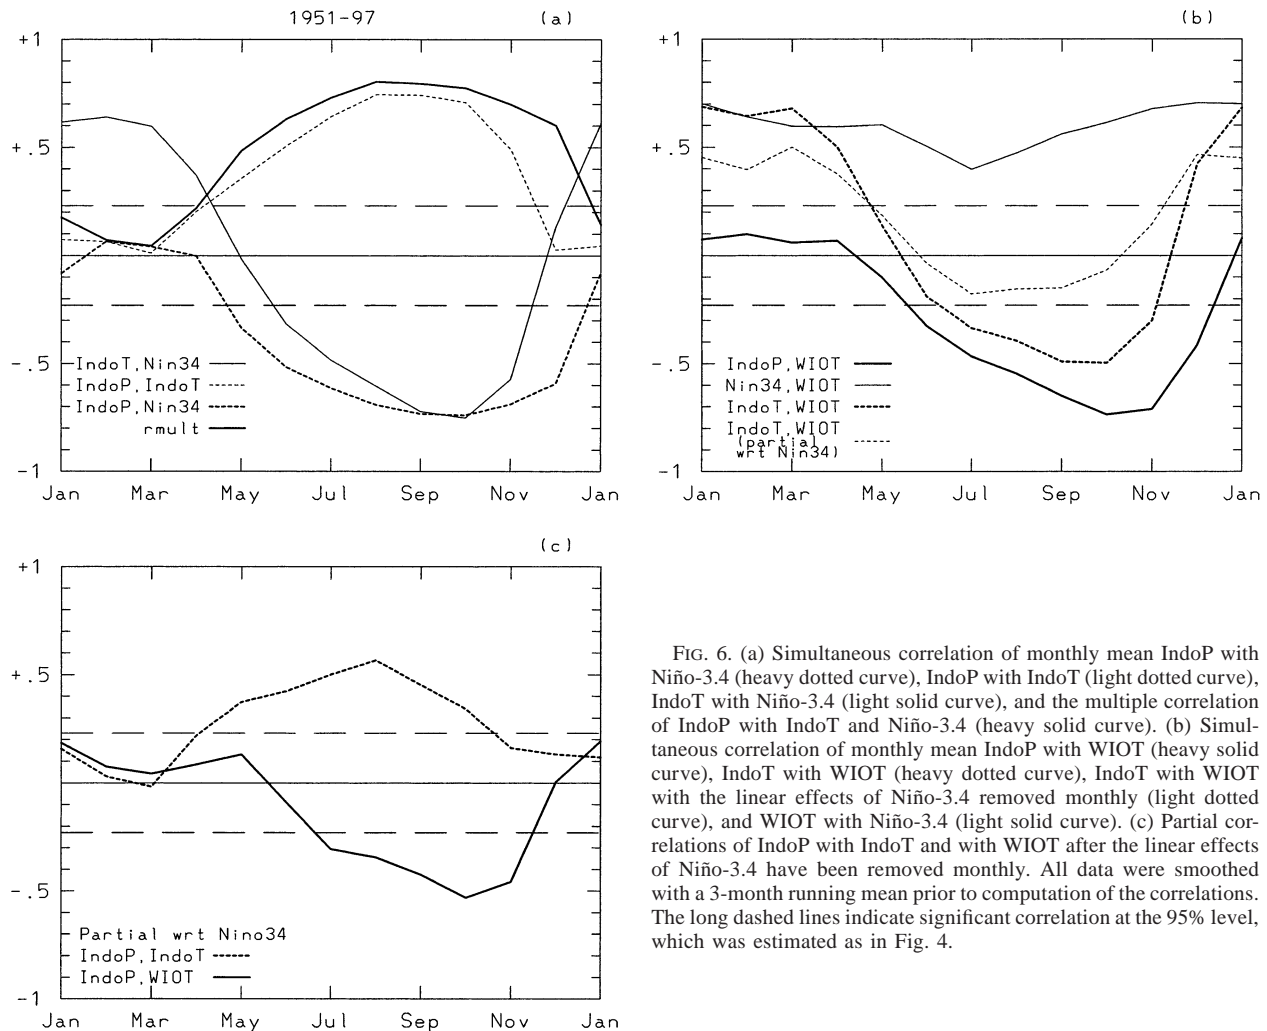 1951-97
(a)
+1
+.5
-.5
-1
IndoT,Nin34
IndoP,IndoT
IndoP,Nin34
rmult
Jan Mar May Jul Sep Nov Jan
(b)
+1
+.5
-.5
-1
IndoP,WIOT
Nin34,WIOT
IndoT,WIOT
IndoT,WIOT
(partial
wrt Nin34)
Jan Mar May Jul Sep Nov Jan
(c)
+1
+.5
-.5
-1
Partial wrt Nino34
IndoP,IndoT
IndoP,WIOT
Jan Mar May Jul Sep Nov Jan
FIG. 6. (a) Simultaneous correlation of monthly mean IndoP with
Niño-3.4 (heavy dotted curve), IndoP with IndoT (light dotted curve),
IndoT with Niño-3.4 (light solid curve), and the multiple correlation
of IndoP with IndoT and Niño-3.4 (heavy solid curve). (b) Simul-
taneous correlation of monthly mean IndoP with WIOT (heavy solid
curve), IndoT with WIOT (heavy dotted curve), IndoT with WIOT
with the linear effects of Niño-3.4 removed monthly (light dotted
curve), and WIOT with Niño-3.4 (light solid curve). (c) Partial cor-
relations of IndoP with IndoT and with WIOT after the linear effects
of Niño-3.4 have been removed monthly. All data were smoothed
with a 3-month running mean prior to computation of the correlations.
The long dashed lines indicate significant correlation at the 95% level,
which was estimated as in Fig. 4.